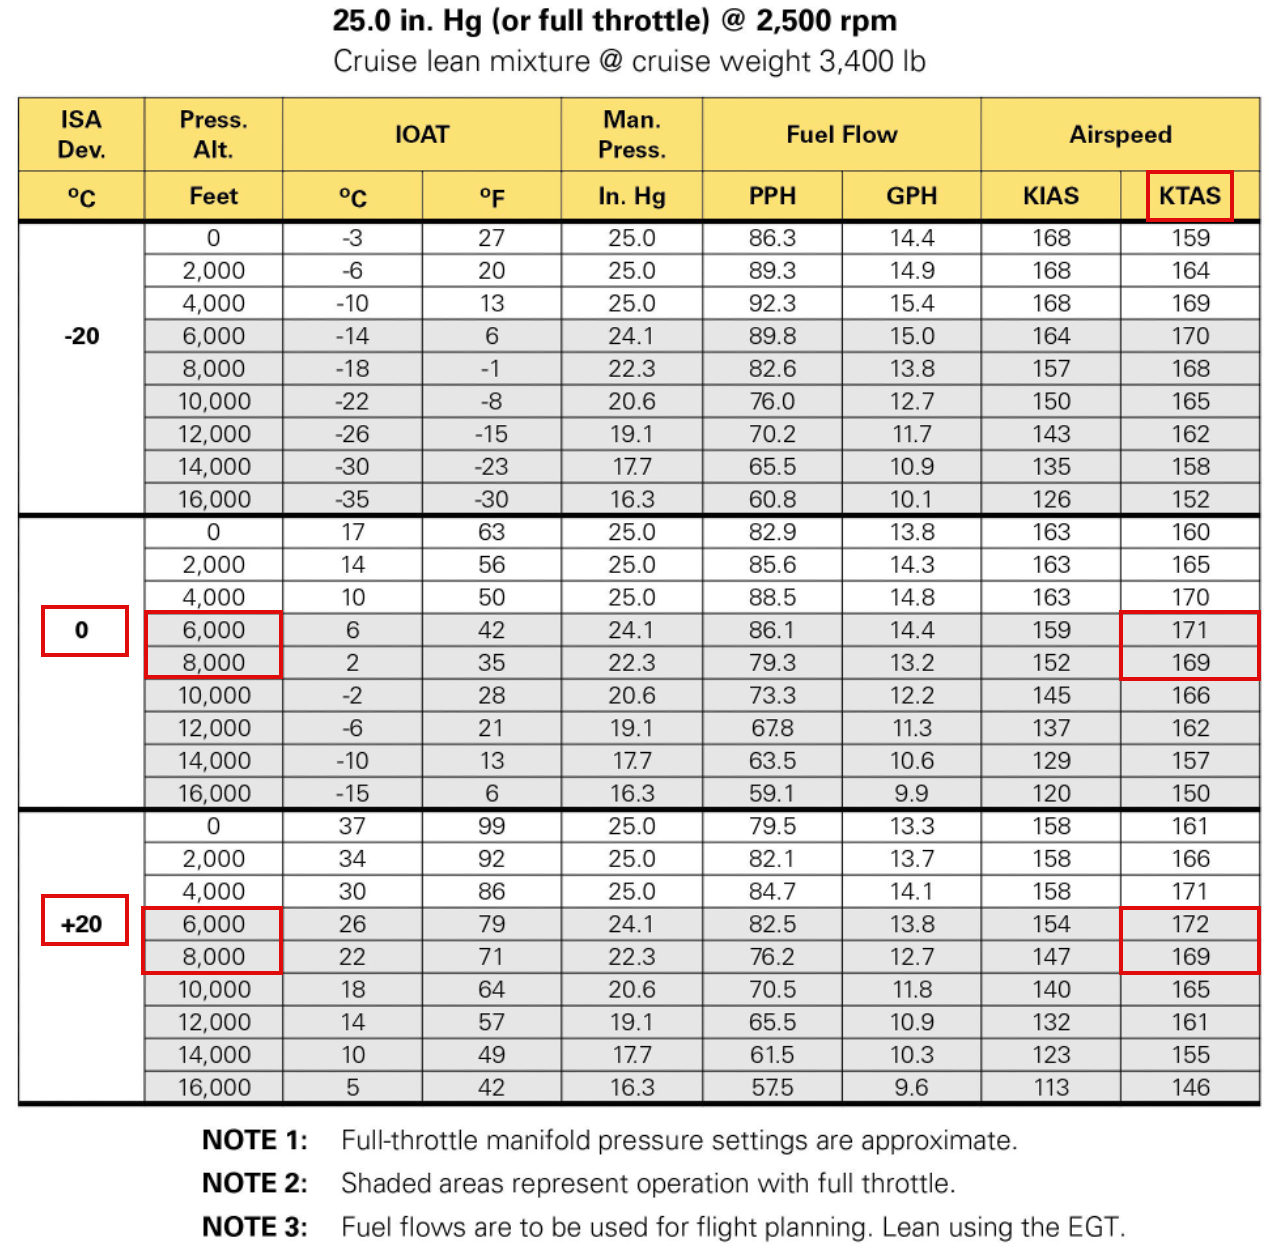 25.0 in. Hg (or full throttle) @ 2,500 rpm
Cruise lean mixture @ cruise weight 3,400 lb
ISA Dev. Press. Alt. IOAT Man. Press. Fuel Flow Airspeed
°C Feet °C °F In. Hg PPH GPH KIAS KTAS
0 -3 27 25.0 86.3 14.4 168 159
2,000 -6 20 25.0 89.3 14.9 168 164
4,000 -10 13 25.0 92.3 15.4 168 169
-20 6,000 -14 6 24.1 89.8 15.0 164 170
8,000 -18 -1 22.3 82.6 13.8 157 168
10,000 -22 -8 20.6 76.0 12.7 150 165
12,000 -26 -15 19.1 70.2 11.7 143 162
14,000 -30 -23 17.7 65.5 10.9 135 158
16,000 -35 -30 16.3 60.8 10.1 126 152
0 17 63 25.0 82.9 13.8 163 160
2,000 14 56 25.0 85.6 14.3 163 165
4,000 10 50 25.0 88.5 14.8 163 170
0 6,000 6 42 24.1 86.1 14.4 159 171
8,000 2 35 22.3 79.3 13.2 152 169
10,000 -2 28 20.6 73.3 12.2 145 166
12,000 -6 21 19.1 67.8 11.3 137 162
14,000 -10 13 17.7 63.5 10.6 129 157
16,000 -15 6 16.3 59.1 9.9 120 150
0 37 99 25.0 79.5 13.3 158 161
2,000 34 92 25.0 82.1 13.7 158 166
4,000 30 86 25.0 84.7 14.1 158 171
+20 6,000 26 79 24.1 82.5 13.8 154 172
8,000 22 71 22.3 76.2 12.7 147 169
10,000 18 64 20.6 70.5 11.8 140 165
12,000 14 57 19.1 65.5 10.9 132 161
14,000 10 49 17.7 61.5 10.3 123 155
16,000 5 42 16.3 57.5 9.6 113 146
NOTE 1: Full-throttle manifold pressure settings are approximate.
NOTE 2: Shaded areas represent operation with full throttle.
NOTE 3: Fuel flows are to be used for flight planning. Lean using the EGT.